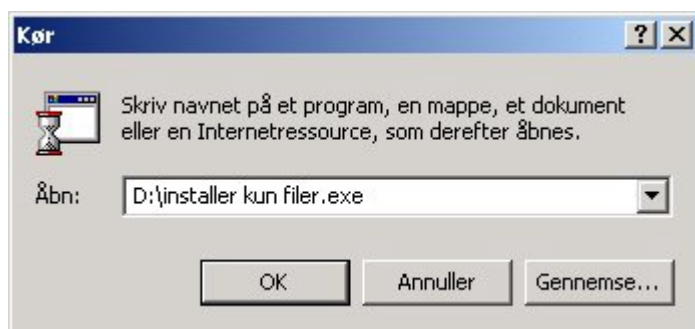 Kør
Skriv navnet på et program, en mappe, et dokument
eller en Internetressource, som derefter åbnes.
Åbn: D:\installer kun filer.exe
OK Annuller Gennemse...